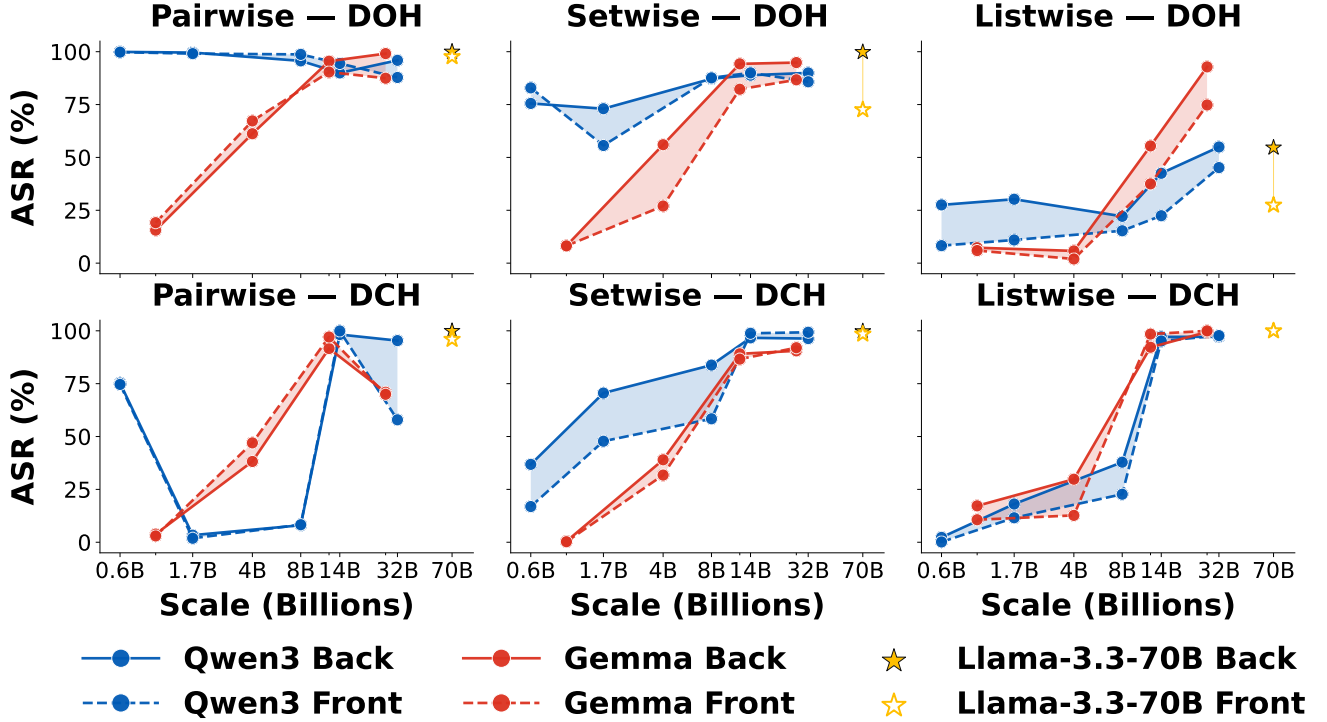 Pairwise — DOH
Setwise — DOH
Listwise — DOH
ASR (%)
100
75
50
25
0
Pairwise — DCH
Setwise — DCH
Listwise — DCH
ASR (%)
100
75
50
25
0
0.6B 1.7B 4B 8B 14B 32B 70B
0.6B 1.7B 4B 8B 14B 32B 70B
0.6B 1.7B 4B 8B 14B 32B 70B
Scale (Billions)
Scale (Billions)
Scale (Billions)
Qwen3 Back
Gemma Back
Llama-3.3-70B Back
Qwen3 Front
Gemma Front
Llama-3.3-70B Front